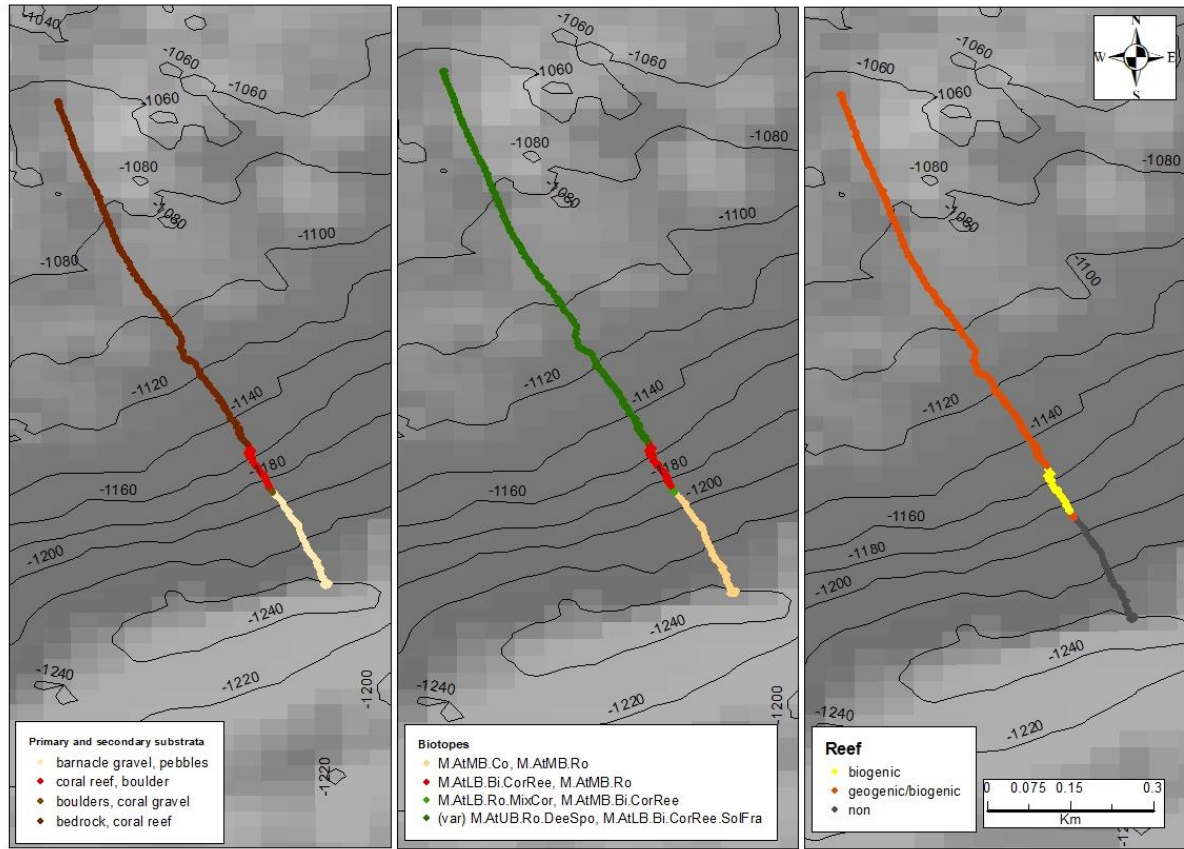 -1040
-1060
-1060
-1060
-1080
-1080
-1100
-1080
-1120
-1140
-1180
-1160
-1200
-1240
-1240
-1220
-1200
-1220
Primary and secondary substrata
barnacle gravel, pebbles
coral reef, boulder
boulders, coral gravel
bedrock, coral reef
-1060
-1060
-1060
-1080
-1080
-1100
-1080
-1120
-1140
-1180
-1160
-1200
-1200
-1240
-1240
-1220
-1200
Biotopes
M.AtMB.Co, M.AtMB.Ro
M.AtLB.Bi.CorRee, M.AtMB.Ro
M.AtLB.Ro.MixCor, M.AtMB.Bi.CorRee
(var) M.AtUB.Ro.DeeSpo, M.AtLB.Bi.CorRee.SolFra
N
W E
S
-1060
-1060
-1060
-1080
-1080
-1080
-1100
-1120
-1140
-1160
-1180
-1200
-1240
-1240
-1220
-1200
Reef
biogenic
geogenic/biogenic
non
0 0.075 0.15 0.3
Km